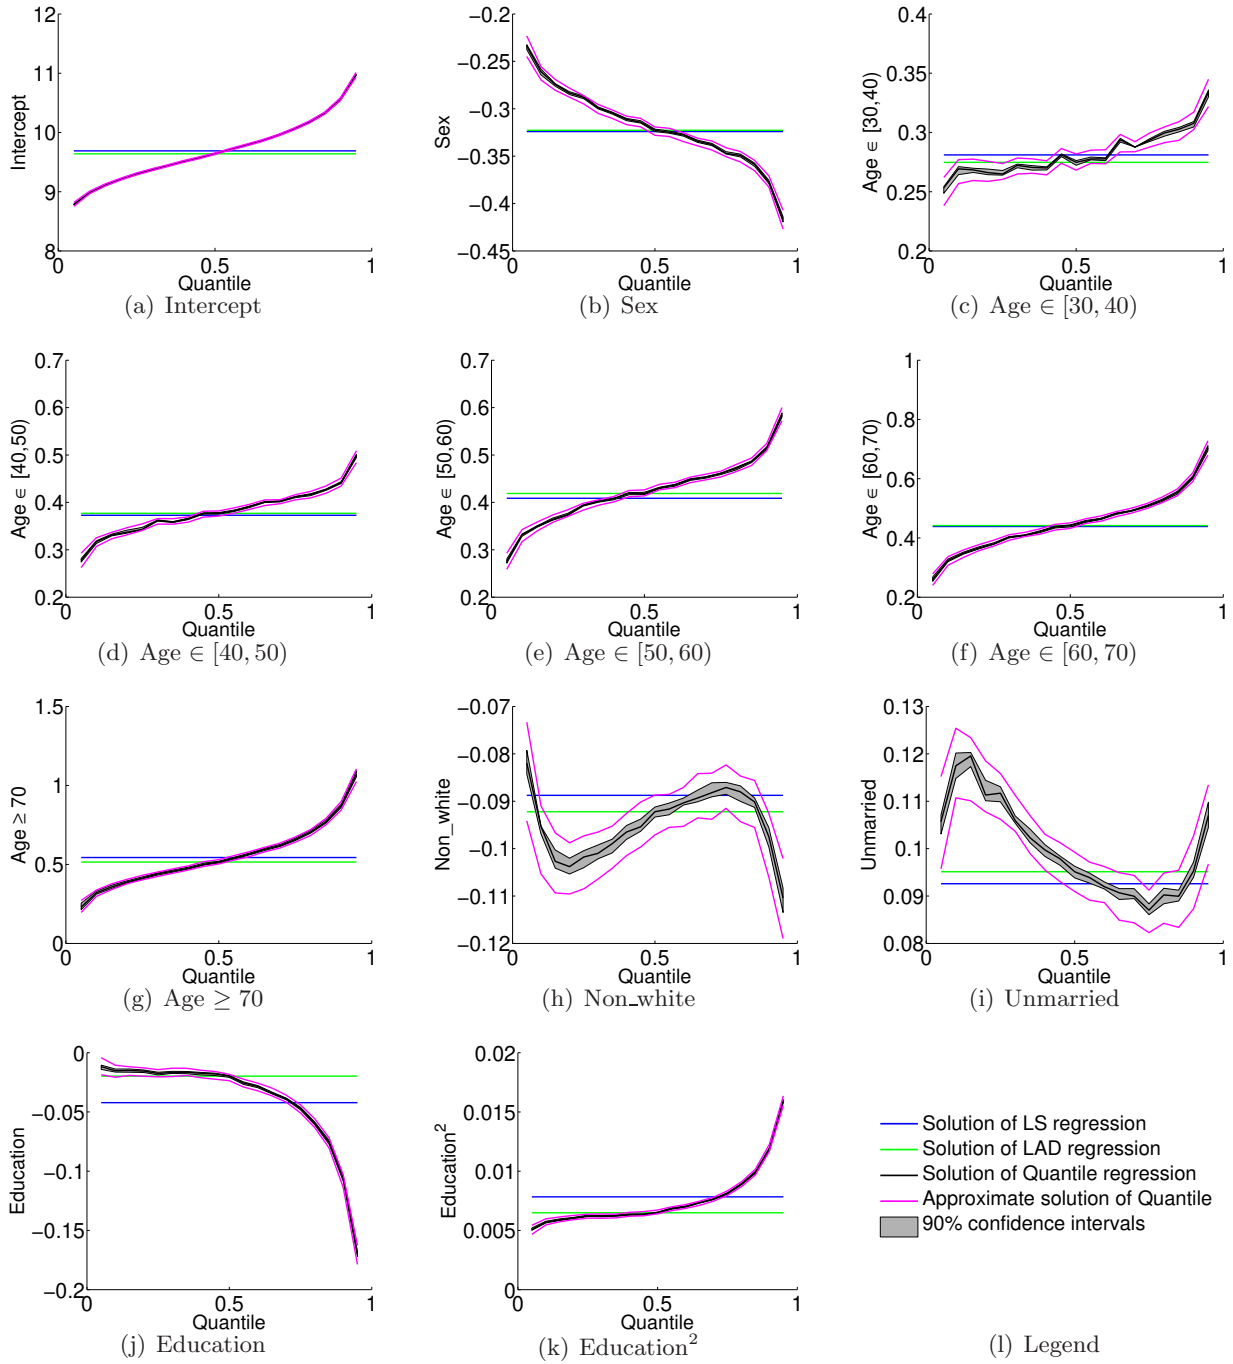 12
11
10
9
8
Intercept
0
0.5
1
Quantile
(a) Intercept
−0.2
−0.25
−0.3
−0.35
−0.4
−0.45
Sex
0
0.5
1
Quantile
(b) Sex
0.4
0.35
0.3
0.25
0.2
Age ∈ [30,40)
0
0.5
1
Quantile
(c) Age ∈ [30, 40)
0.7
0.6
0.5
0.4
0.3
0.2
Age ∈ [40,50)
0
0.5
1
Quantile
(d) Age ∈ [40, 50)
0.7
0.6
0.5
0.4
0.3
0.2
Age ∈ [50,60)
0
0.5
1
Quantile
(e) Age ∈ [50, 60)
1
0.8
0.6
0.4
0.2
Age ∈ [60,70)
0
0.5
1
Quantile
(f) Age ∈ [60, 70)
1.5
1
0.5
0
Age ≥ 70
0
0.5
1
Quantile
(g) Age ≥ 70
−0.07
−0.08
−0.09
−0.1
−0.11
−0.12
Non_white
0
0.5
1
Quantile
(h) Non_white
0.13
0.12
0.11
0.1
0.09
0.08
Unmarried
0
0.5
1
Quantile
(i) Unmarried
0
−0.05
−0.1
−0.15
−0.2
Education
0
0.5
1
Quantile
(j) Education
0.02
0.015
0.01
0.005
0
Education²
0
0.5
1
Quantile
(k) Education²
Solution of LS regression
Solution of LAD regression
Solution of Quantile regression
Approximate solution of Quantile
90% confidence intervals
(l) Legend